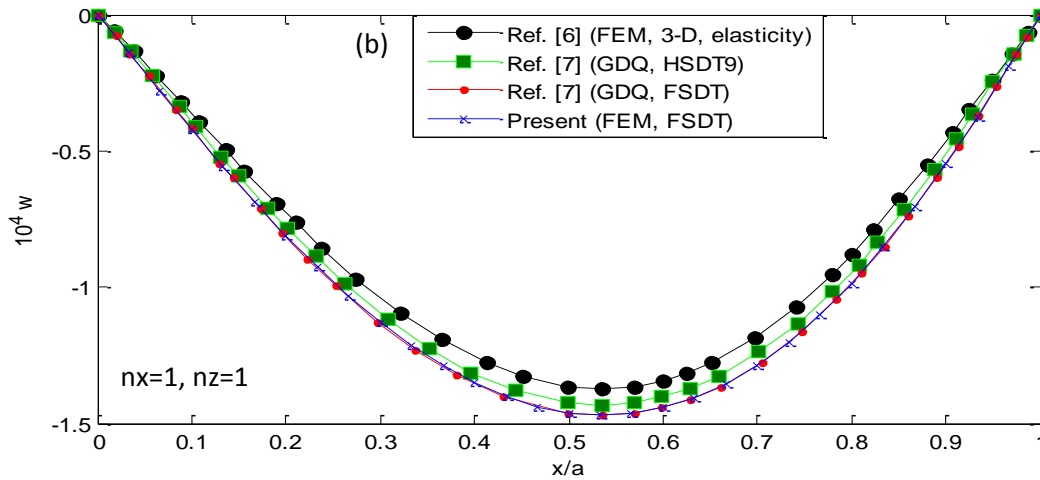 0
(b)
Ref. [6] (FEM, 3-D, elasticity)
Ref. [7] (GDQ, HSDT9)
Ref. [7] (GDQ, FSDT)
Present (FEM, FSDT)
-0.5
10⁴ w
-1
nx=1, nz=1
-1.5
0 0.1 0.2 0.3 0.4 0.5 0.6 0.7 0.8 0.9 1
x/a